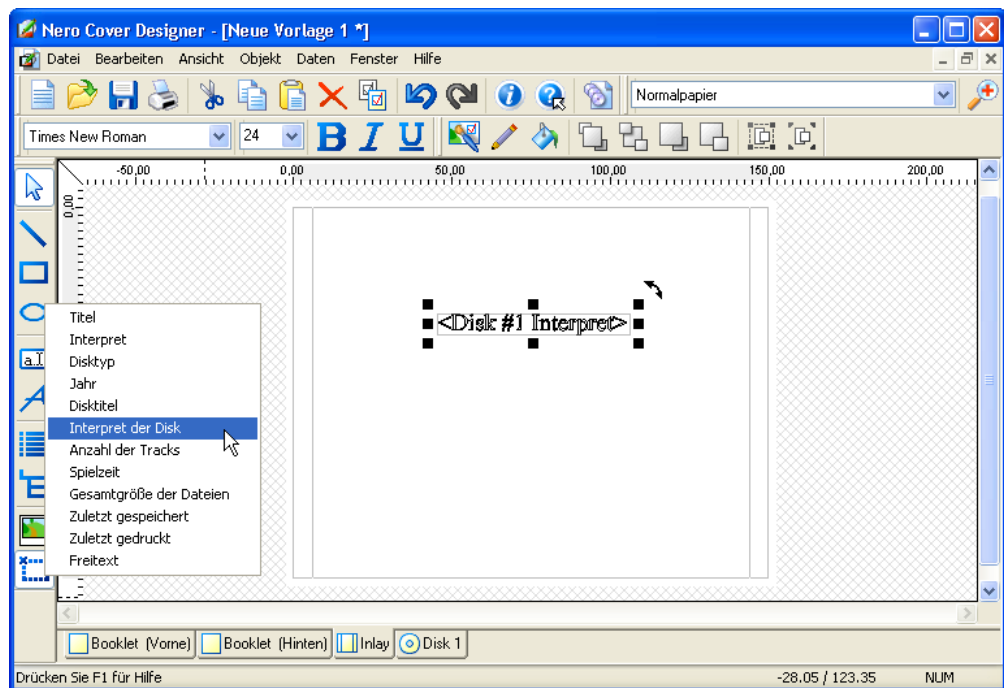 Nero Cover Designer - [Neue Vorlage 1 *]
Datei Bearbeiten Ansicht Objekt Daten Fenster Hilfe
Normalpapier
Times New Roman 24 B I U
-50,00 0,00 50,00 100,00 150,00 200,00
0,00
<Disk #1 Interpret>
a.I
A
Titel
Interpret
Disktyp
Jahr
Disktitel
Interpret der Disk
Anzahl der Tracks
Spielzeit
Gesamtgröße der Dateien
Zuletzt gespeichert
Zuletzt gedruckt
Freitext
Booklet (Vorne) Booklet (Hinten) Inlay Disk 1
Drücken Sie F1 für Hilfe -28.05 / 123.35 NUM